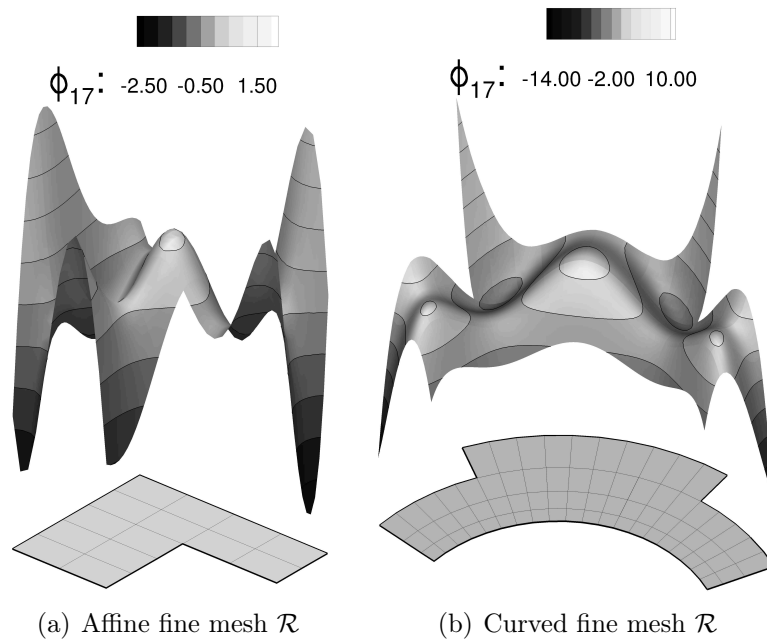 ϕ₁₇: -2.50 -0.50 1.50
ϕ₁₇: -14.00 -2.00 10.00
(a) Affine fine mesh 𝓡
(b) Curved fine mesh 𝓡